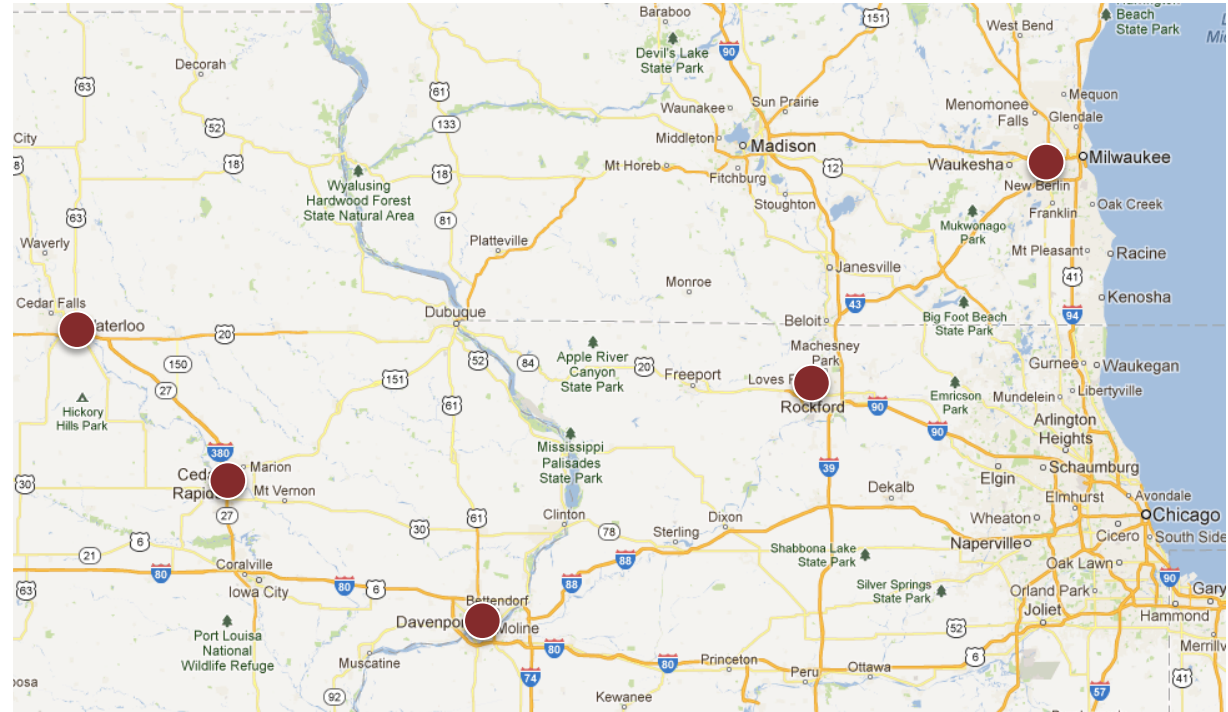 Baraboo
151
West Bend
Harrington
Beach
State Park
90
Devil's Lake
State Park
Decorah
63
61
Waunakee
Sun Prairie
Mequon
Menomonee
Falls
Glendale
City
52
133
Middleton
Madison
Milwaukee
18
Mt Horeb
Waukesha
12
Fitchburg
Wyalusing
Hardwood Forest
State Natural Area
18
New Berlin
Stoughton
Franklin
Oak Creek
63
81
Mukwonago
Park
Waverly
Platteville
Mt Pleasant
Racine
Janesville
41
Monroe
Kenosha
Cedar Falls
43
Dubuque
Beloit
Big Foot Beach
State Park
94
Waterloo
20
Machesney
Park
52
84
Apple River
Canyon
State Park
20
Freeport
Loves
Gurnee
Waukegan
150
151
27
Emricson
Park
Mundelein
Libertyville
Rockford
90
Hickory
Hills Park
61
90
Arlington
Heights
380
Mississippi
Palisades
State Park
Marion
39
Cedar
Rapids
Schaumburg
Elgin
30
Mt Vernon
Dekalb
Elmhurst
Avondale
27
61
Clinton
Dixon
Wheaton
Chicago
30
78
Sterling
Cicero
South Side
6
21
Naperville
Shabbona Lake
State Park
88
Oak Lawn
Coralville
80
80
6
88
Silver Springs
State Park
90
63
Iowa City
Bettendorf
Orland Park
Gary
Joliet
Hammond
Davenport
Moline
52
Port Louisa
National
Wildlife Refuge
80
6
Merrillv
Muscatine
80
Princeton
Ottawa
Peru
74
41
92
57
Kewanee